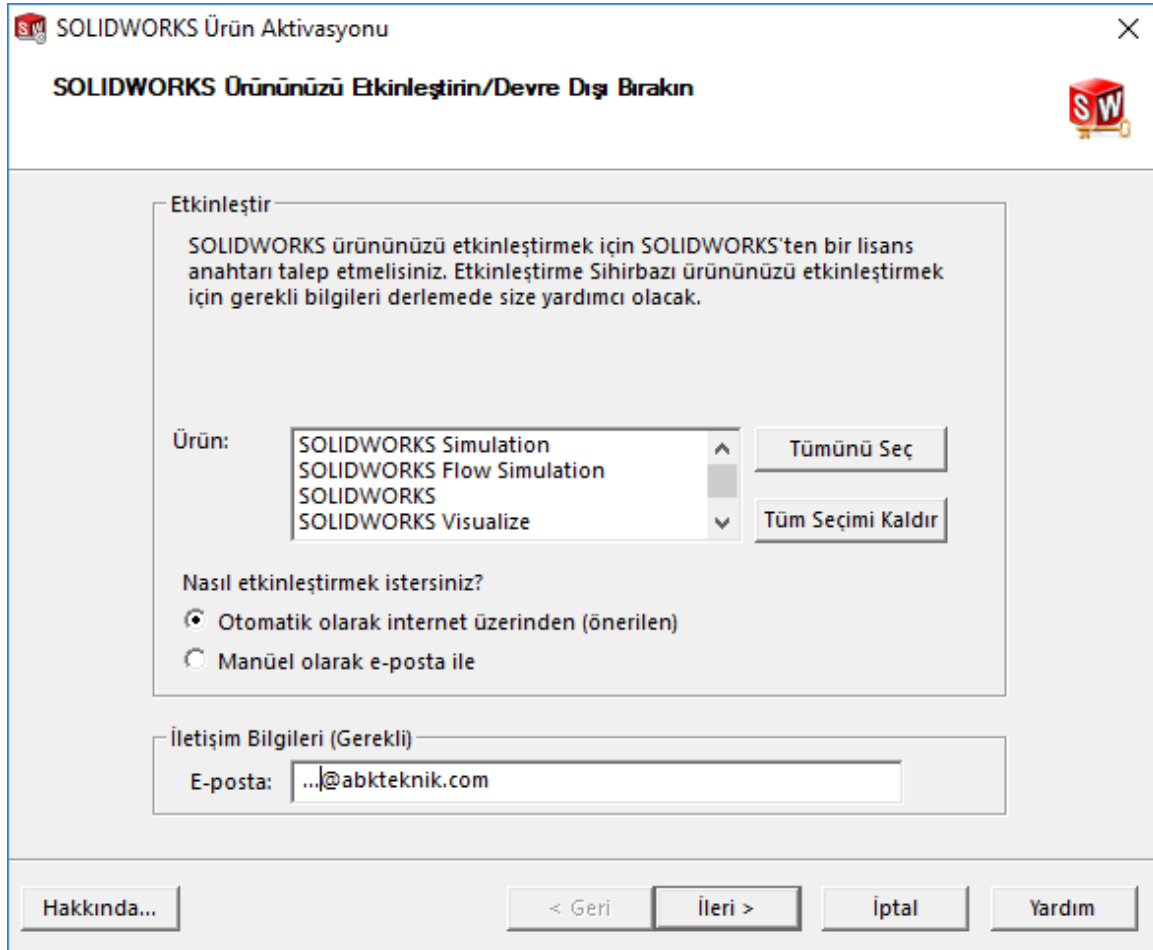 SOLIDWORKS Ürün Aktivasyonu
SOLIDWORKS Ürününüzü Etkinleştirin/Devre Dışı Bırakın
SW
Etkinleştir
SOLIDWORKS ürününüzü etkinleştirmek için SOLIDWORKS'ten bir lisans
anahtarı talep etmelisiniz. Etkinleştirme Sihirbazı ürününüzü etkinleştirmek
için gerekli bilgileri derlemede size yardımcı olacak.
Ürün:
SOLIDWORKS Simulation
SOLIDWORKS Flow Simulation
SOLIDWORKS
SOLIDWORKS Visualize
Tümünü Seç
Tüm Seçimi Kaldır
Nasıl etkinleştirmek istersiniz?
Otomatik olarak internet üzerinden (önerilen)
Manüel olarak e-posta ile
İletişim Bilgileri (Gerekli)
E-posta: ...@abkteknik.com
Hakkında... < Geri İleri > İptal Yardım